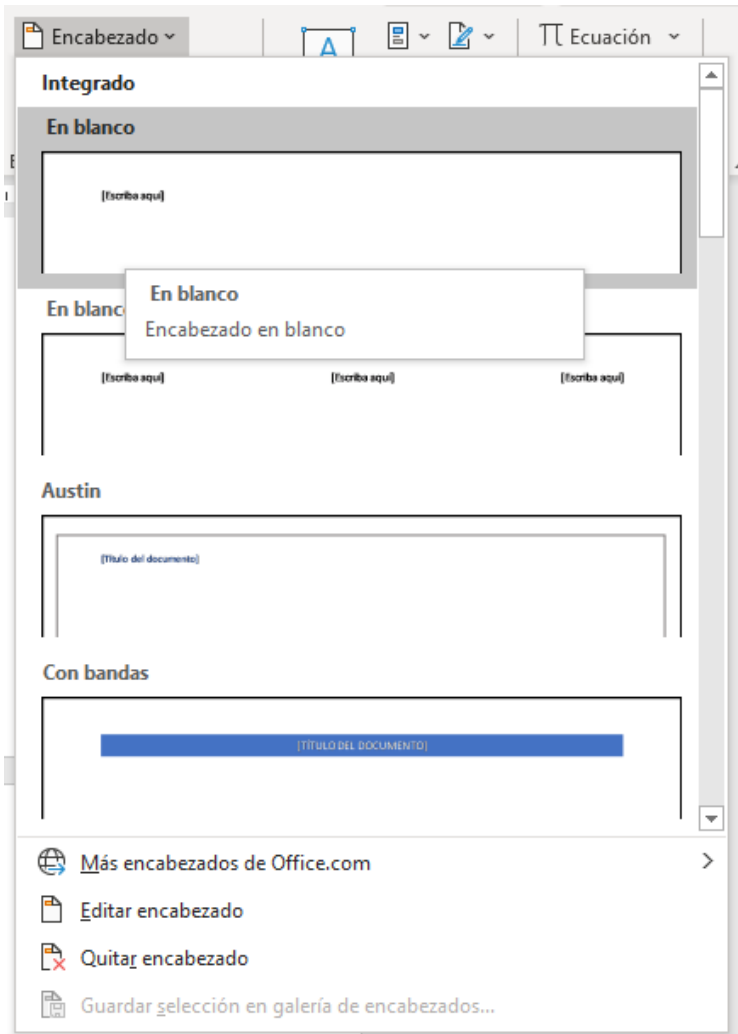 Encabezado
A
Ecuación
Integrado
En blanco
[Escriba aquí]
En blanco
Encabezado en blanco
En blanc
[Escriba aquí] [Escriba aquí] [Escriba aquí]
Austin
[Título del documento]
Con bandas
[TÍTULO DEL DOCUMENTO]
Más encabezados de Office.com
Editar encabezado
Quitar encabezado
Guardar selección en galería de encabezados...